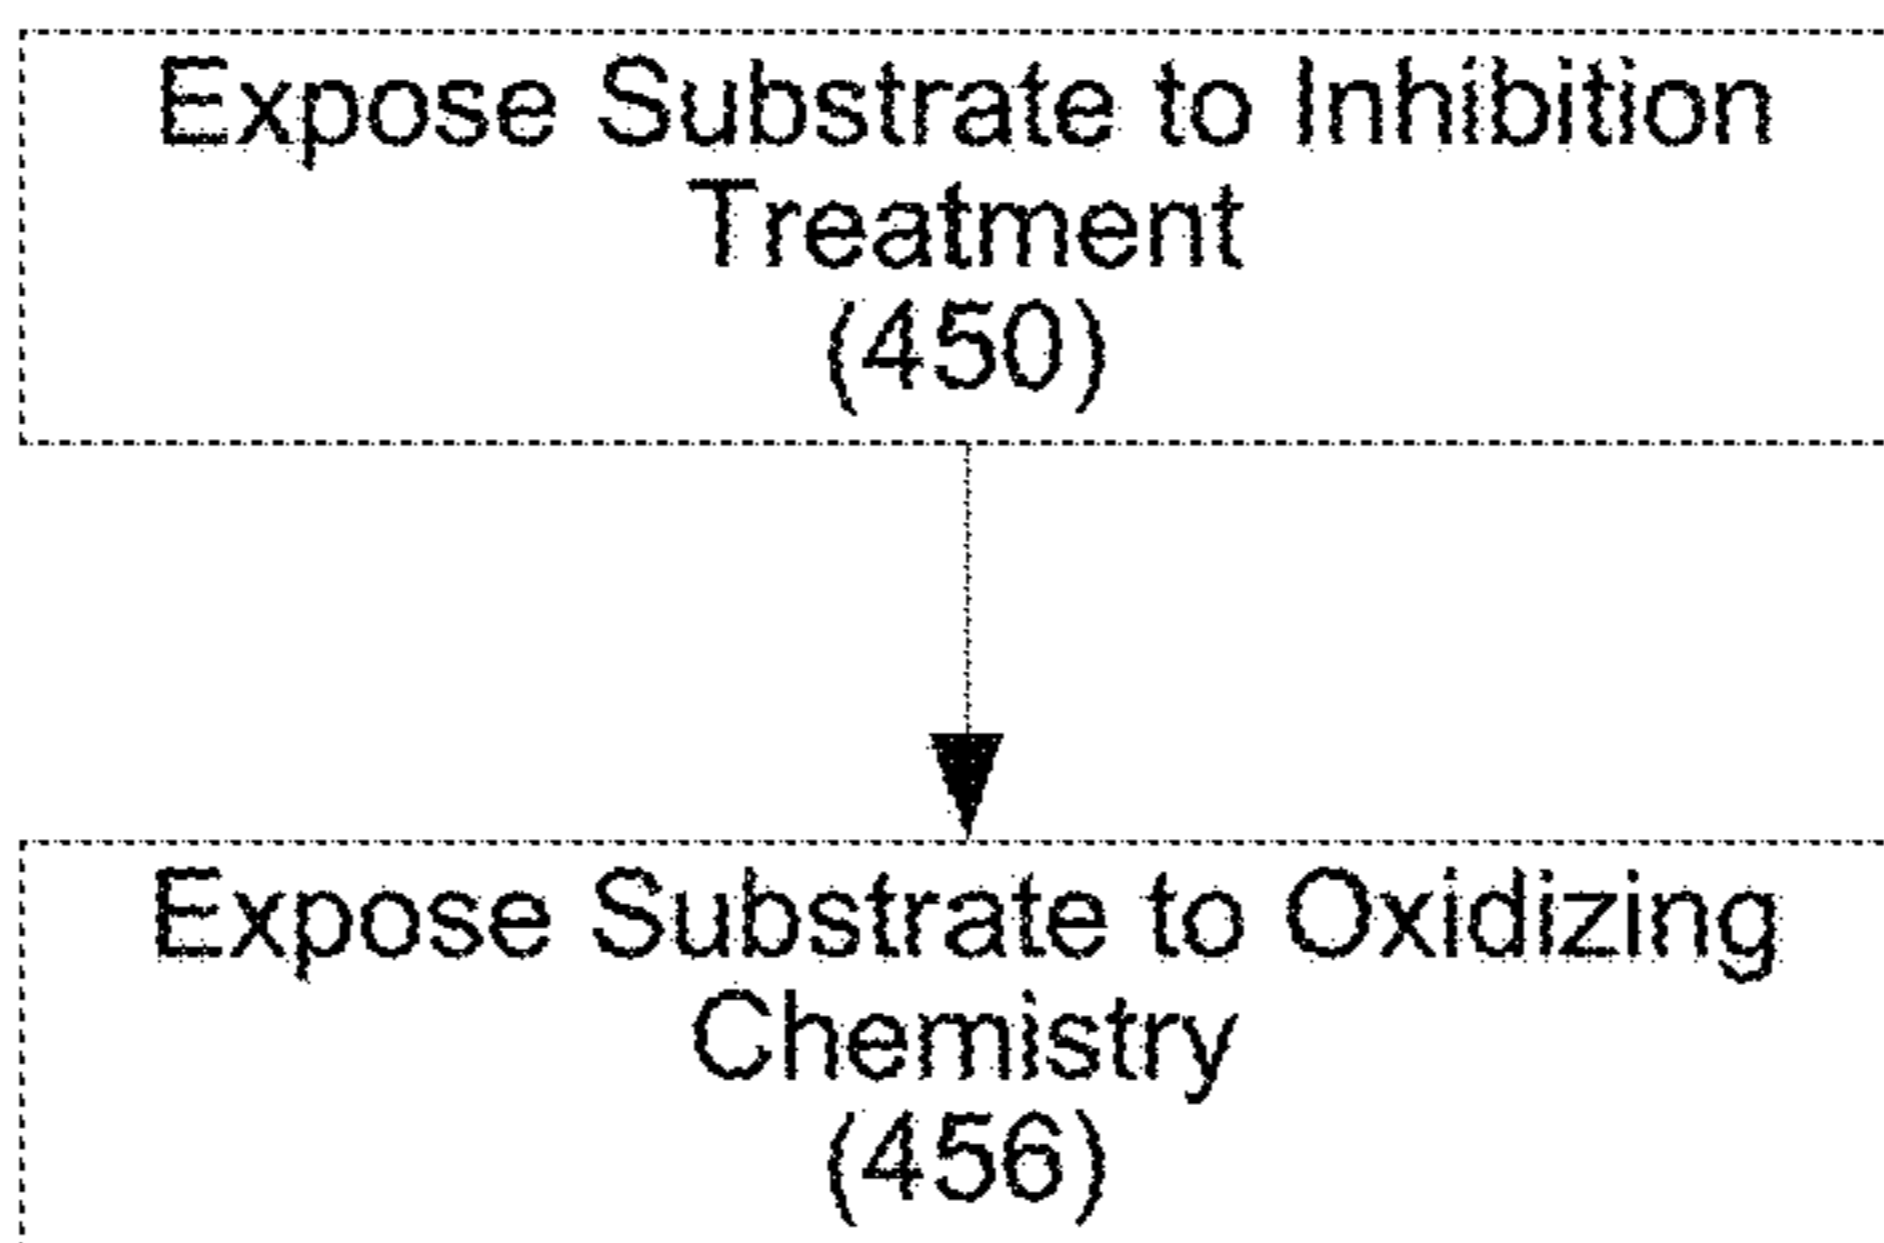 Expose Substrate to Inhibition
Treatment
(450)
Expose Substrate to Oxidizing
Chemistry
(456)